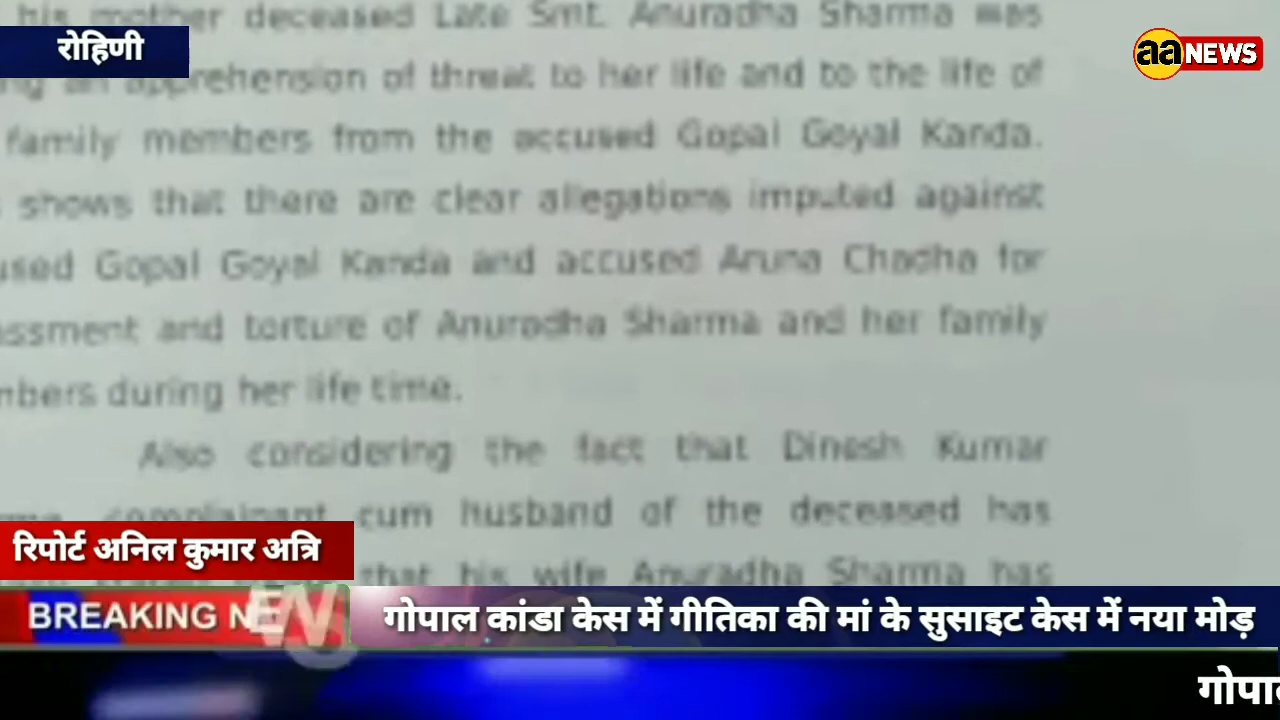 his mother deceased Late Smt. Anuradha Sharma was
रोहिणी
aa NEWS
apprehension of threat to her life and to the life of
family members from the accused Gopal Goyal Kanda.
shows that there are clear allegations imputed against
used Gopal Goyal Kanda and accused Aruna Chadha for
assment and torture of Anuradha Sharma and her family
mbers during her life time.
Also considering the fact that Dinesh Kumar
complainant cum husband of the deceased has
that his wife Anuradha Sharma has
रिपोर्ट अनिल कुमार अत्रि
BREAKING NE
गोपाल कांडा केस में गीतिका की मां के सुसाइट केस में नया मोड़